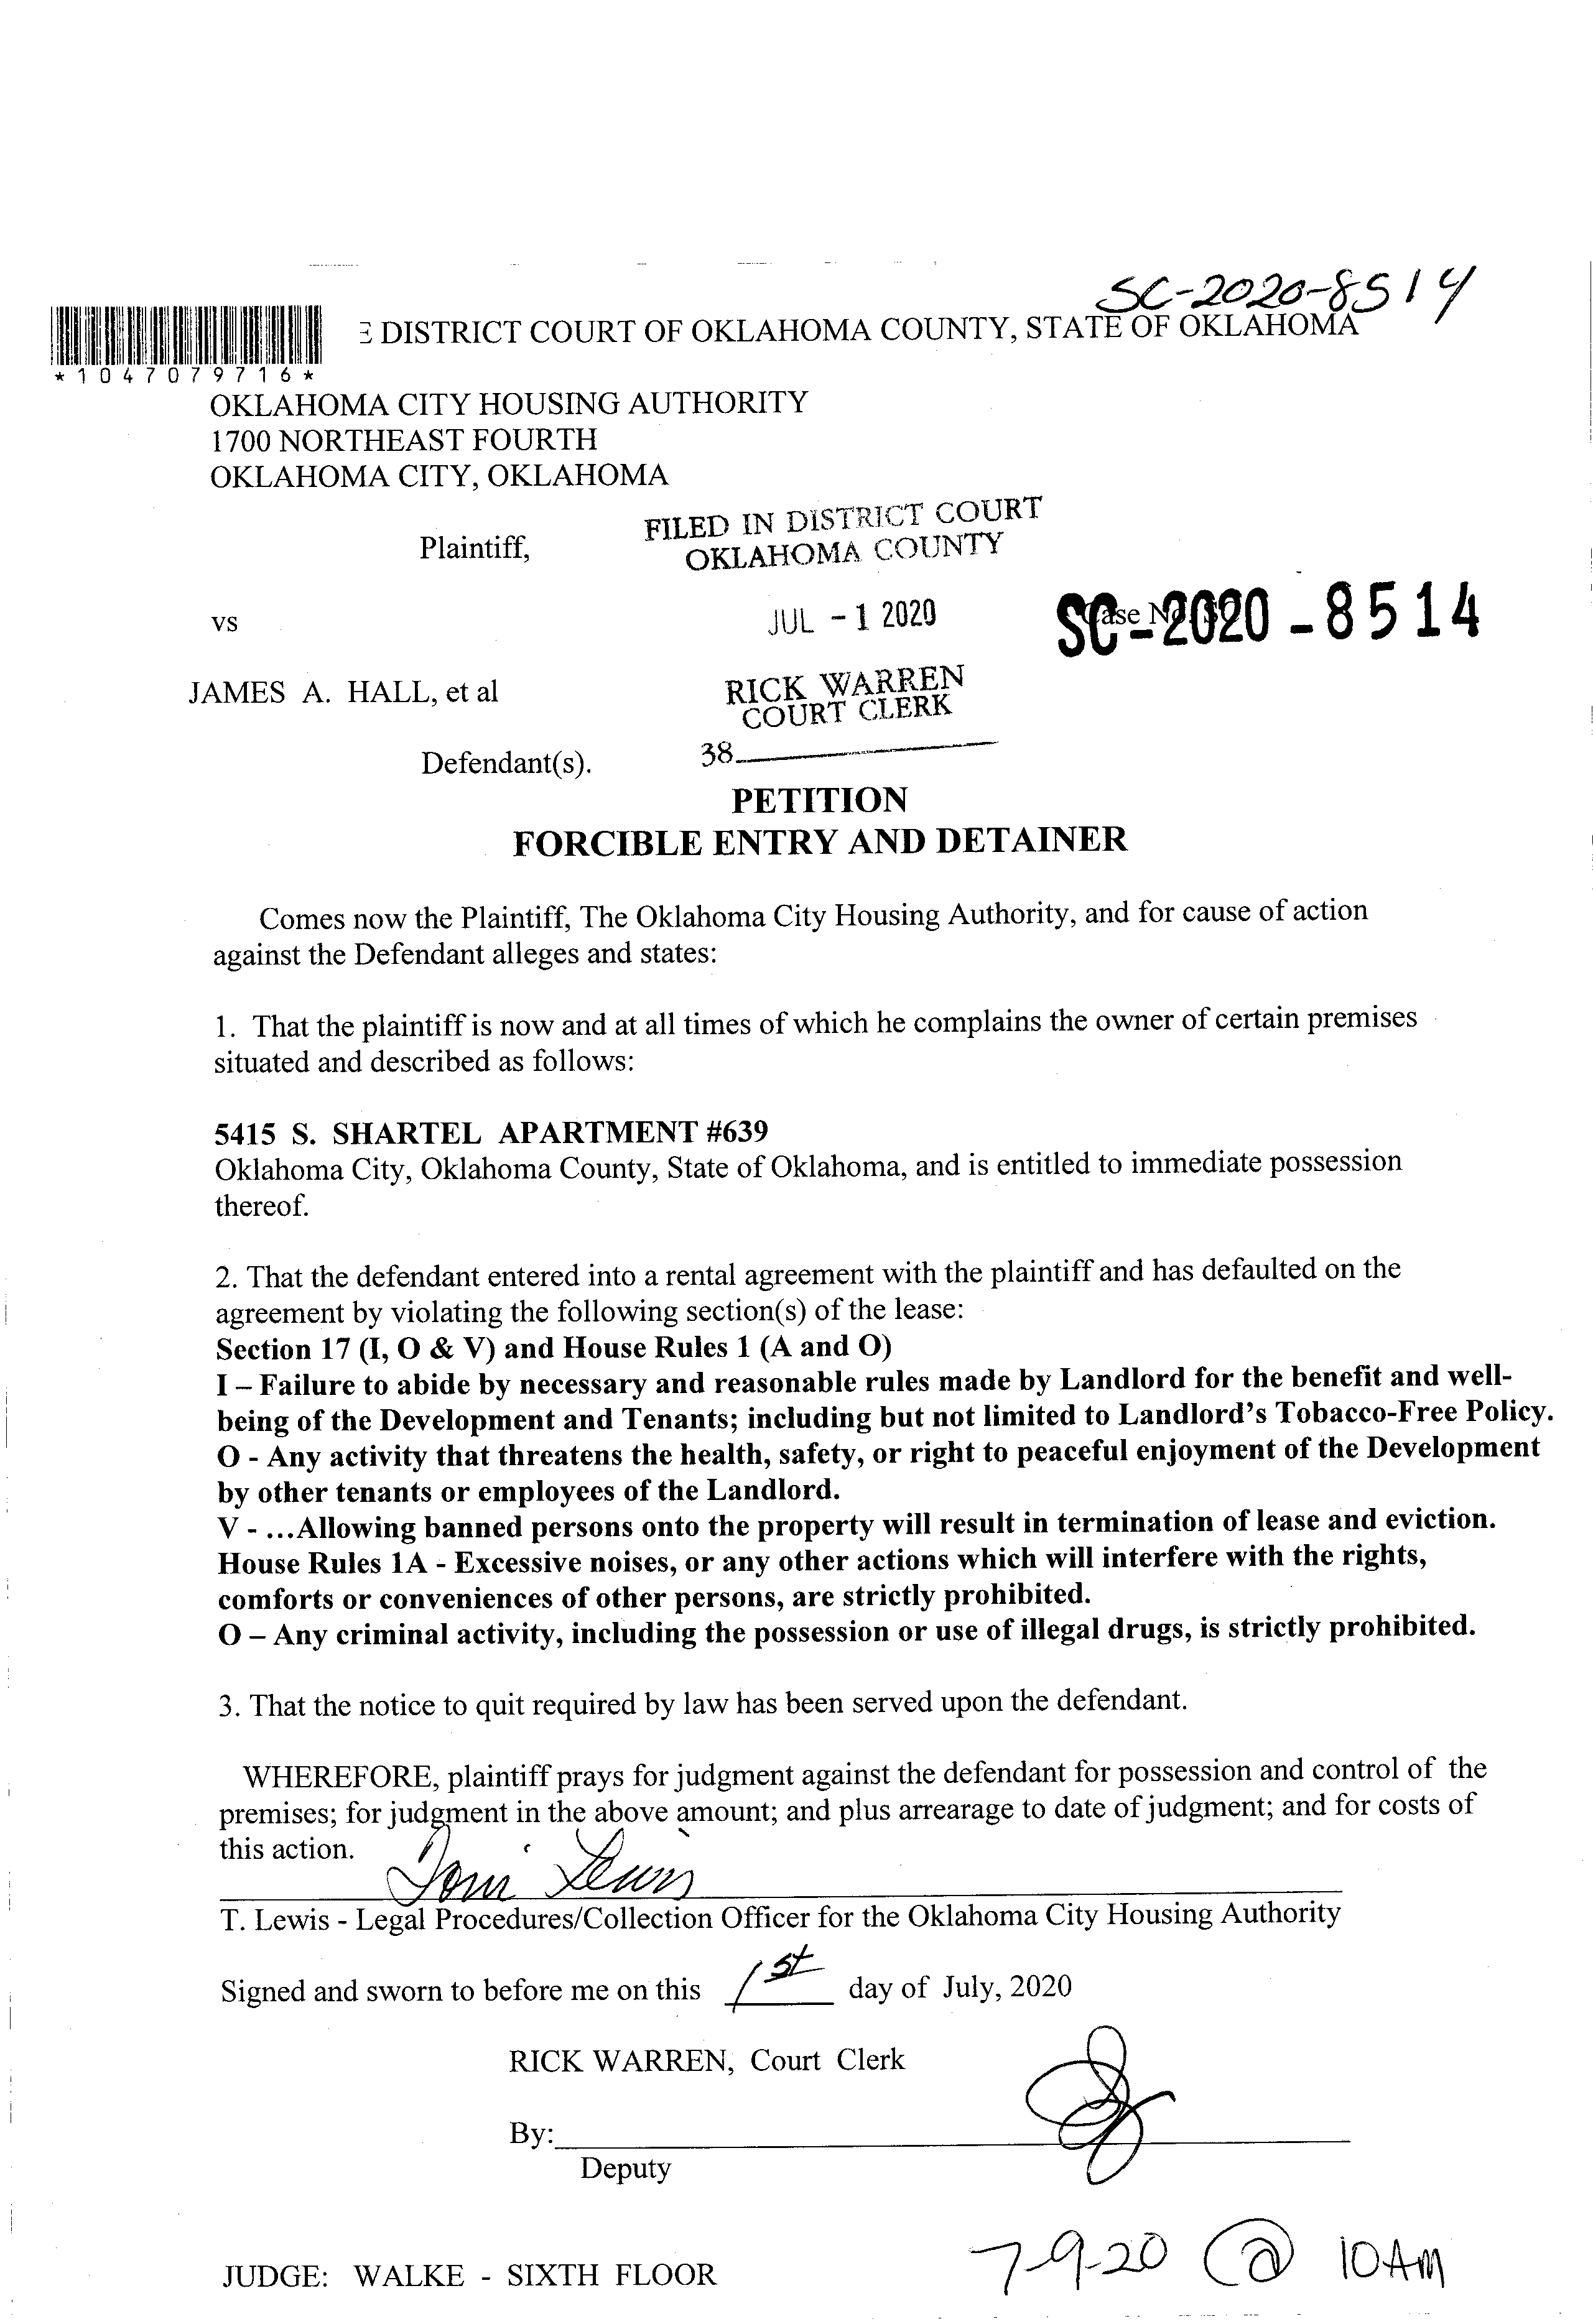 SC-2020-8514
DISTRICT COURT OF OKLAHOMA COUNTY, STATE OF OKLAHOMA
*1047079716*
OKLAHOMA CITY HOUSING AUTHORITY
1700 NORTHEAST FOURTH
OKLAHOMA CITY, OKLAHOMA
FILED IN DISTRICT COURT
OKLAHOMA COUNTY
Plaintiff,
vs
JUL -1 2020
Case No. SC
SC-2020-8514
JAMES A. HALL, et al
RICK WARREN
COURT CLERK
38
Defendant(s).
PETITION
FORCIBLE ENTRY AND DETAINER
Comes now the Plaintiff, The Oklahoma City Housing Authority, and for cause of action
against the Defendant alleges and states:
1. That the plaintiff is now and at all times of which he complains the owner of certain premises
situated and described as follows:
5415 S. SHARTEL APARTMENT #639
Oklahoma City, Oklahoma County, State of Oklahoma, and is entitled to immediate possession
thereof.
2. That the defendant entered into a rental agreement with the plaintiff and has defaulted on the
agreement by violating the following section(s) of the lease:
Section 17 (I, O & V) and House Rules 1 (A and O)
I – Failure to abide by necessary and reasonable rules made by Landlord for the benefit and well-
being of the Development and Tenants; including but not limited to Landlord's Tobacco-Free Policy.
O - Any activity that threatens the health, safety, or right to peaceful enjoyment of the Development
by other tenants or employees of the Landlord.
V - ...Allowing banned persons onto the property will result in termination of lease and eviction.
House Rules 1A - Excessive noises, or any other actions which will interfere with the rights,
comforts or conveniences of other persons, are strictly prohibited.
O – Any criminal activity, including the possession or use of illegal drugs, is strictly prohibited.
3. That the notice to quit required by law has been served upon the defendant.
WHEREFORE, plaintiff prays for judgment against the defendant for possession and control of the
premises; for judgment in the above amount; and plus arrearage to date of judgment; and for costs of
this action.
Toni Lewis
T. Lewis - Legal Procedures/Collection Officer for the Oklahoma City Housing Authority
Signed and sworn to before me on this 1st day of July, 2020
RICK WARREN, Court Clerk
By:
Deputy
JUDGE: WALKE - SIXTH FLOOR
7-9-20 @ 10AM